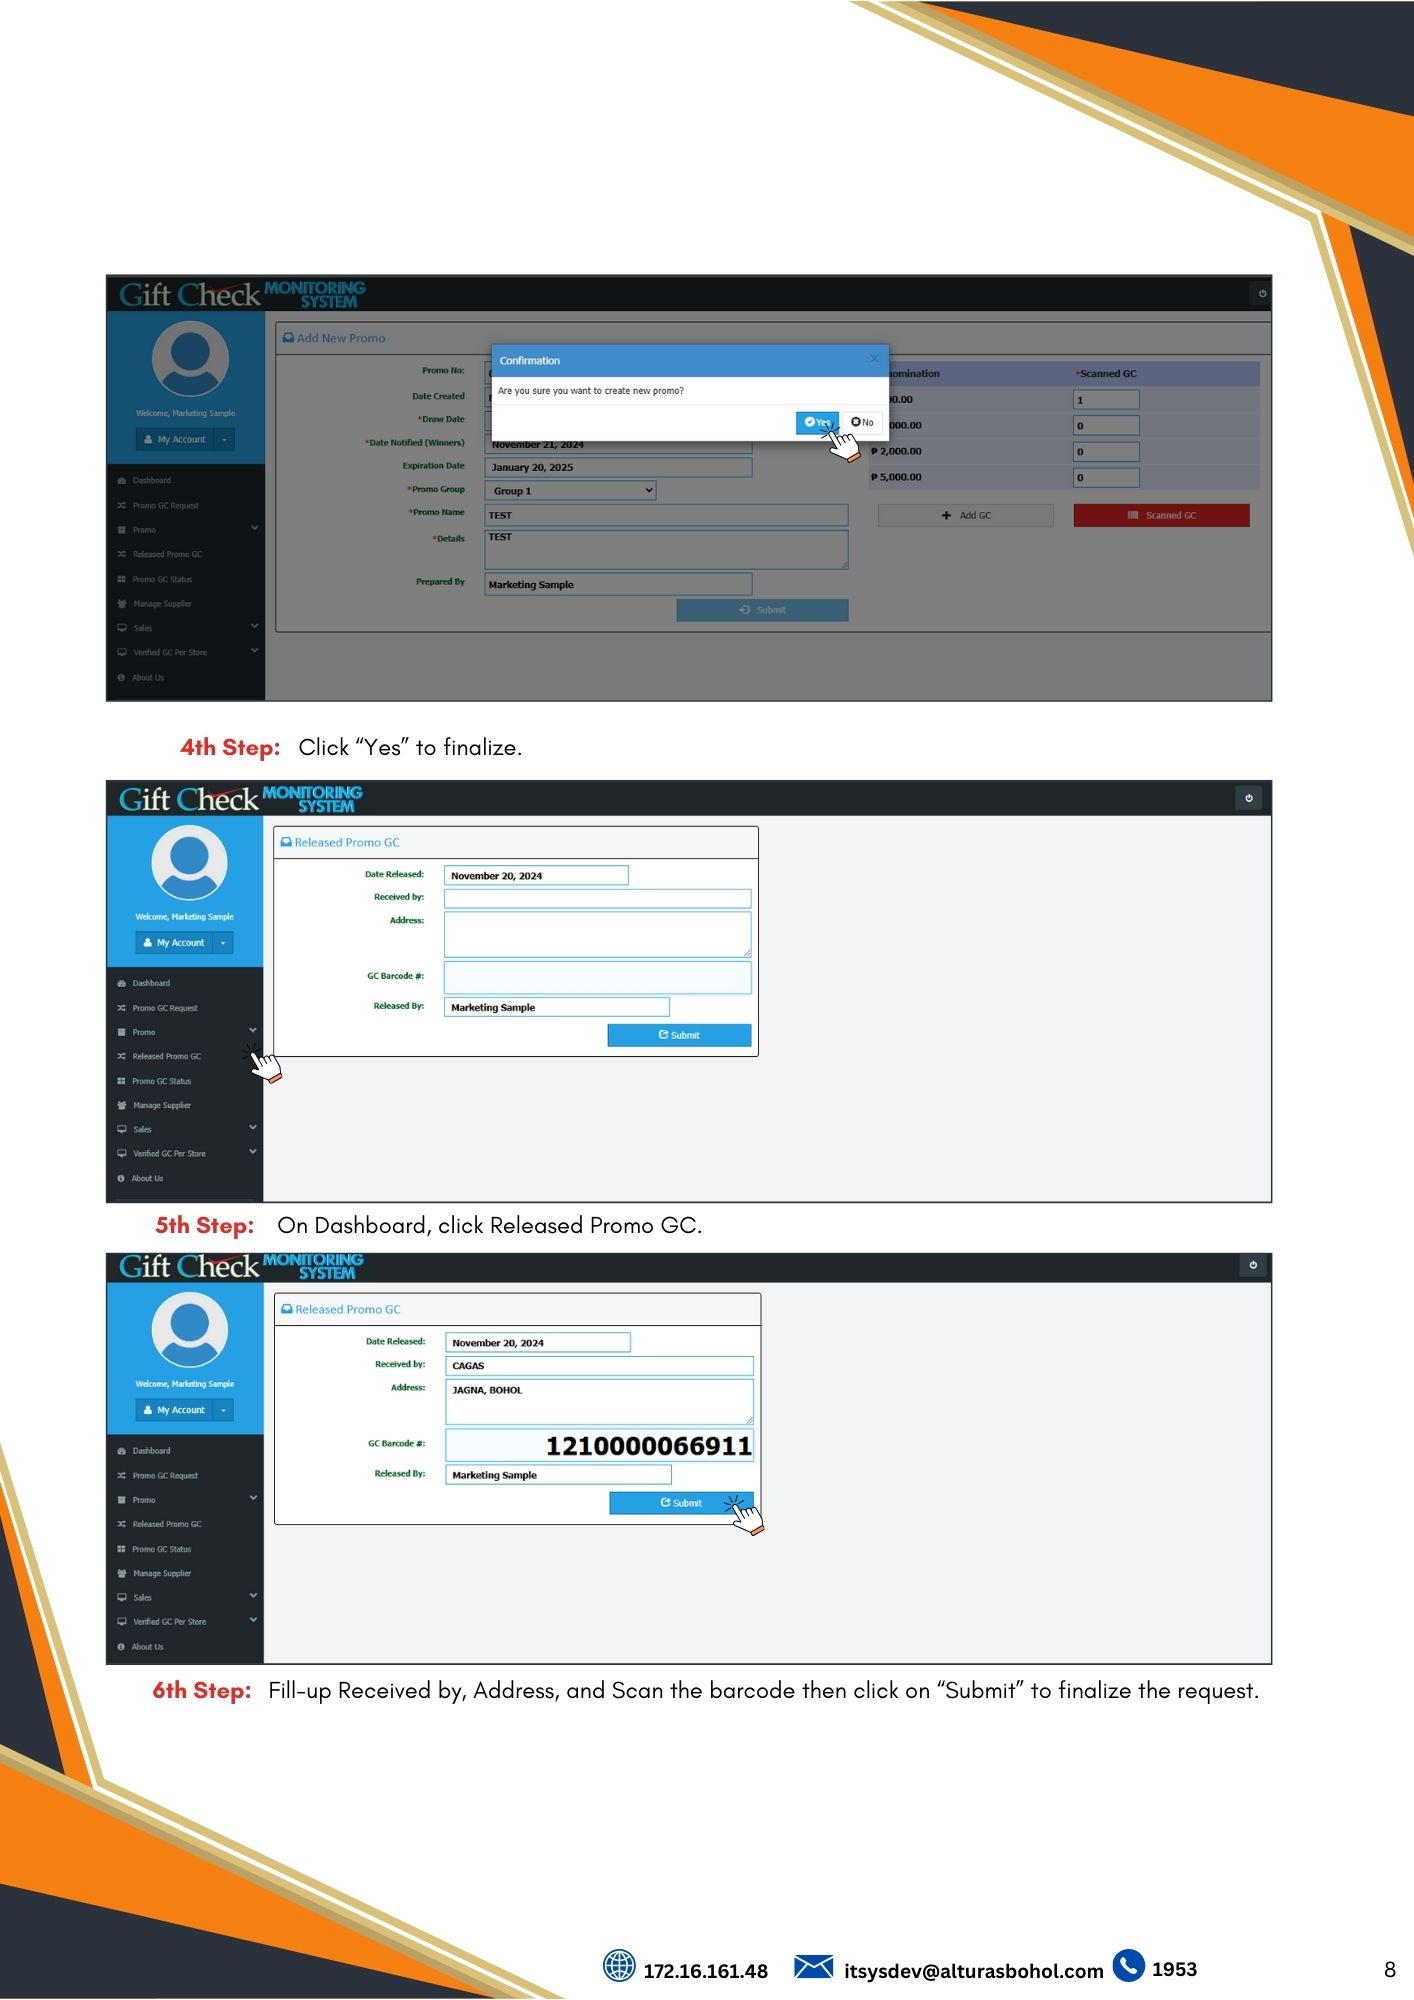 Gift Check MONITORING SYSTEM
Welcome, Marketing Sample
My Account
Dashboard
Promo GC Request
Promo
Released Promo GC
Promo GC Status
Manage Supplier
Sales
Verified GC Per Store
About Us
Add New Promo
Promo No:
Date Created
*Draw Date
*Date Notified (Winners) November 21, 2024
Expiration Date January 20, 2025
*Promo Group Group 1
*Promo Name TEST
*Details TEST
Prepared By Marketing Sample
Submit
Confirmation ×
Are you sure you want to create new promo?
Yes No
*Scanned GC
1
0
₱ 2,000.00 0
₱ 5,000.00 0
Add GC Scanned GC
4th Step: Click “Yes” to finalize.
Gift Check MONITORING SYSTEM
Welcome, Marketing Sample
My Account
Dashboard
Promo GC Request
Promo
Released Promo GC
Promo GC Status
Manage Supplier
Sales
Verified GC Per Store
About Us
Released Promo GC
Date Released: November 20, 2024
Received by:
Address:
GC Barcode #:
Released By: Marketing Sample
Submit
5th Step: On Dashboard, click Released Promo GC.
Gift Check MONITORING SYSTEM
Welcome, Marketing Sample
My Account
Dashboard
Promo GC Request
Promo
Released Promo GC
Promo GC Status
Manage Supplier
Sales
Verified GC Per Store
About Us
Released Promo GC
Date Released: November 20, 2024
Received by: CAGAS
Address: JAGNA, BOHOL
GC Barcode #: 1210000066911
Released By: Marketing Sample
Submit
6th Step: Fill-up Received by, Address, and Scan the barcode then click on “Submit” to finalize the request.
172.16.161.48 itsysdev@alturasbohol.com 1953
8